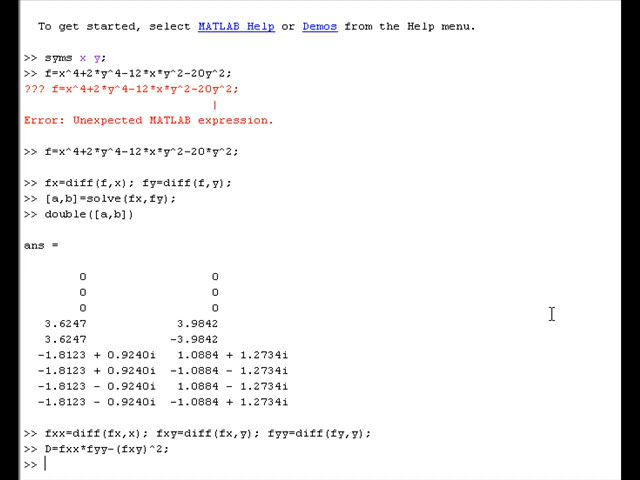 To get started, select MATLAB Help or Demos from the Help menu.
>> syms x y;
>> f=x^4+2*y^4-12*x*y^2-20y^2;
??? f=x^4+2*y^4-12*x*y^2-20y^2;
|
Error: Unexpected MATLAB expression.
>> f=x^4+2*y^4-12*x*y^2-20*y^2;
>> fx=diff(f,x); fy=diff(f,y);
>> [a,b]=solve(fx,fy);
>> double([a,b])
ans =
0 0
0 0
0 0
3.6247 3.9842
3.6247 -3.9842
-1.8123 + 0.9240i 1.0884 + 1.2734i
-1.8123 + 0.9240i -1.0884 - 1.2734i
-1.8123 - 0.9240i 1.0884 - 1.2734i
-1.8123 - 0.9240i -1.0884 + 1.2734i
>> fxx=diff(fx,x); fxy=diff(fx,y); fyy=diff(fy,y);
>> D=fxx*fyy-(fxy)^2;
>>